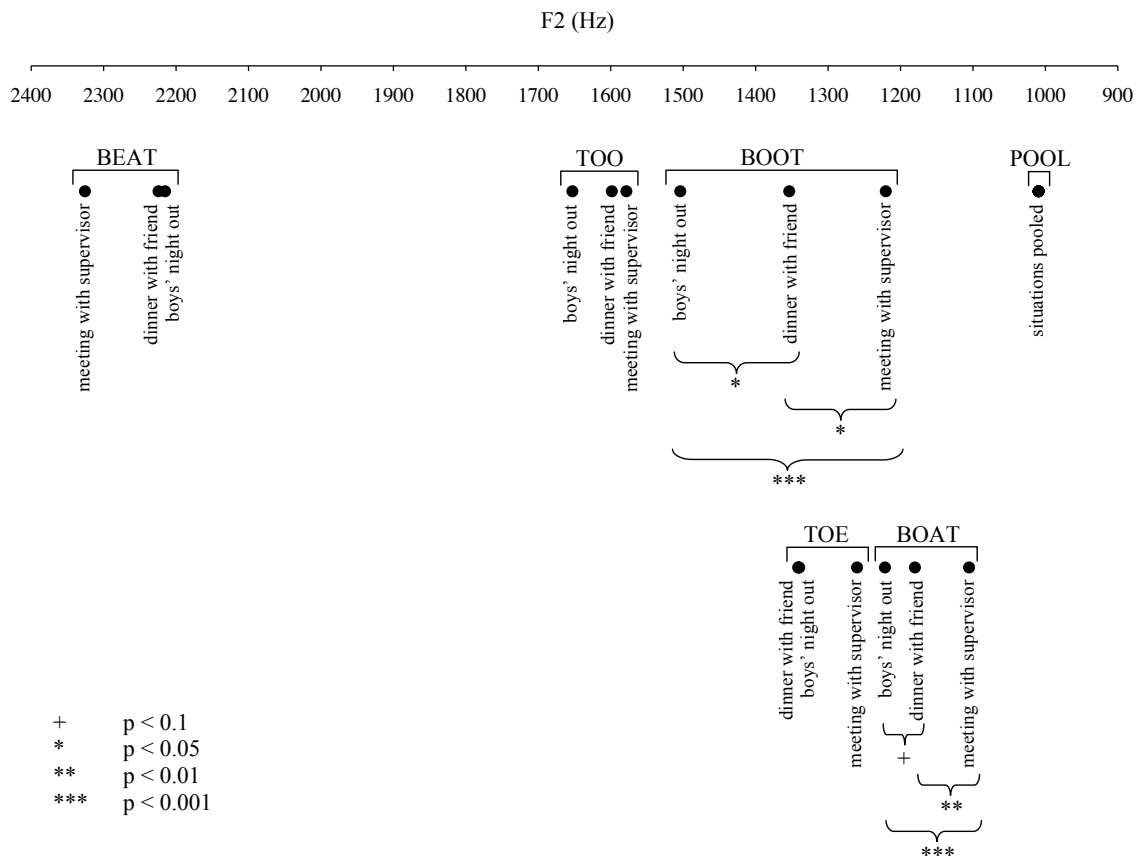 F2 (Hz)
2400 2300 2200 2100 2000 1900 1800 1700 1600 1500 1400 1300 1200 1100 1000 900
BEAT TOO BOOT POOL
meeting with supervisor
dinner with friend
boys’ night out
boys’ night out
dinner with friend
meeting with supervisor
boys’ night out
dinner with friend
meeting with supervisor
situations pooled
*
*
***
TOE BOAT
dinner with friend
boys’ night out
meeting with supervisor
boys’ night out
dinner with friend
meeting with supervisor
+
**
***
+ p < 0.1
* p < 0.05
** p < 0.01
*** p < 0.001